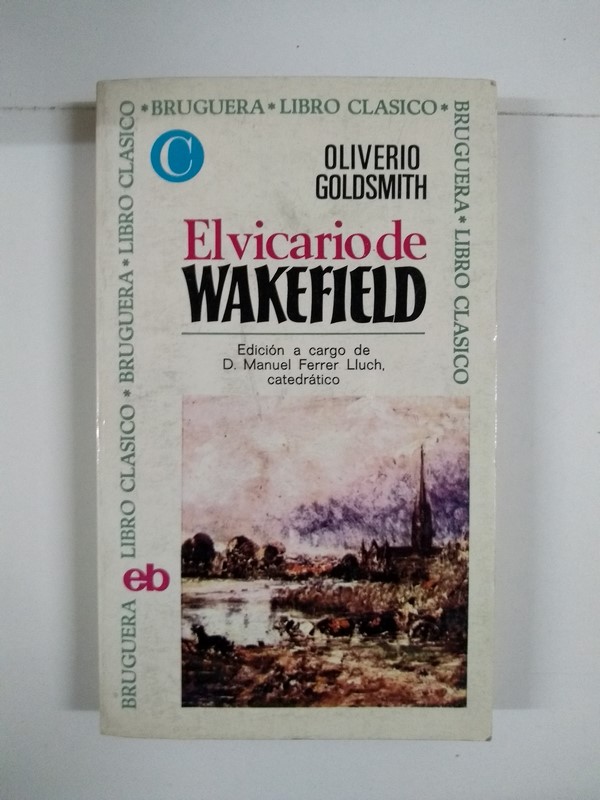 *BRUGUERA*LIBRO CLASICO*
BRUGUERA*LIBRO CLASICO
BRUGUERA LIBRO CLASICO*BRUGUERA*LIBRO CLASICO
C
OLIVERIO
GOLDSMITH
El vicario de
WAKEFIELD
Edición a cargo de
D. Manuel Ferrer Lluch,
catedrático
eb